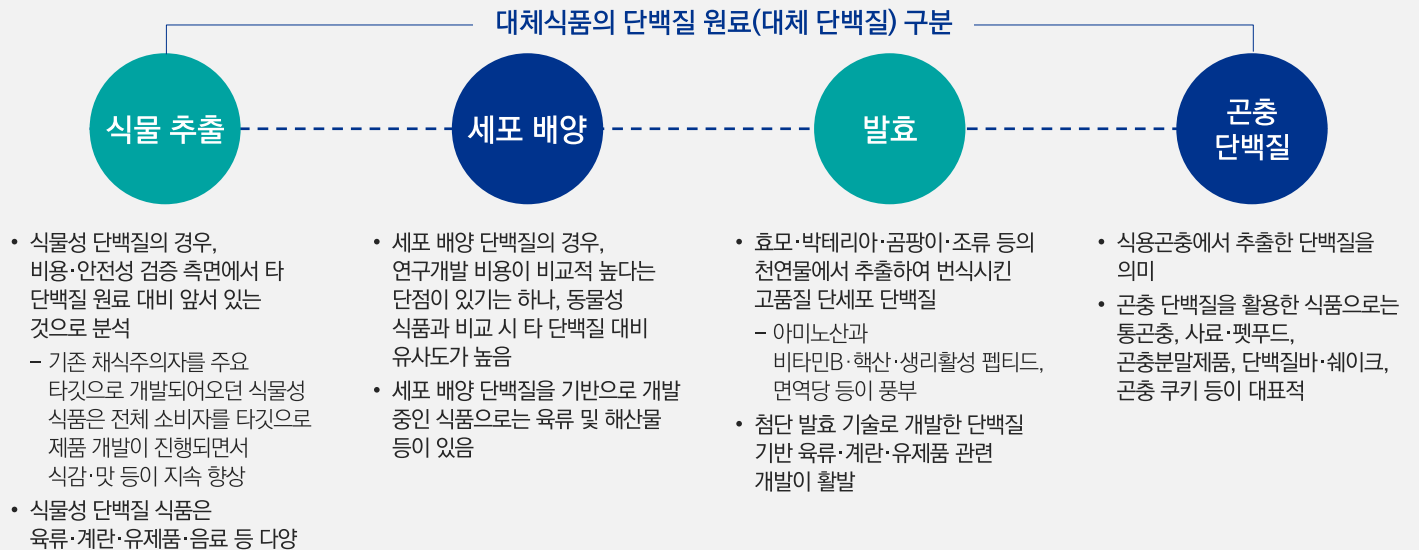 대체식품의 단백질 원료(대체 단백질) 구분
식물 추출
세포 배양
발효
곤충
단백질
• 식물성 단백질의 경우,
비용·안전성 검증 측면에서 타
단백질 원료 대비 앞서 있는
것으로 분석
– 기존 채식주의자를 주요
타깃으로 개발되어오던 식물성
식품은 전체 소비자를 타깃으로
제품 개발이 진행되면서
식감·맛 등이 지속 향상
• 식물성 단백질 식품은
육류·계란·유제품·음료 등 다양
• 세포 배양 단백질의 경우,
연구개발 비용이 비교적 높다는
단점이 있기는 하나, 동물성
식품과 비교 시 타 단백질 대비
유사도가 높음
• 세포 배양 단백질을 기반으로 개발
중인 식품으로는 육류 및 해산물
등이 있음
• 효모·박테리아·곰팡이·조류 등의
천연물에서 추출하여 번식시킨
고품질 단세포 단백질
– 아미노산과
비타민B·핵산·생리활성 펩티드,
면역당 등이 풍부
• 첨단 발효 기술로 개발한 단백질
기반 육류·계란·유제품 관련
개발이 활발
• 식용곤충에서 추출한 단백질을
의미
• 곤충 단백질을 활용한 식품으로는
통곤충, 사료·펫푸드,
곤충분말제품, 단백질바·쉐이크,
곤충 쿠키 등이 대표적